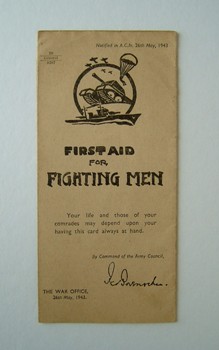 Notified in A.C.Is. 26th May, 1943
FIRST AID
FOR
FIGHTING MEN
Your life and those of your
comrades may depend upon your
having this card always at hand.
By Command of the Army Council,
THE WAR OFFICE,
26th May, 1943.